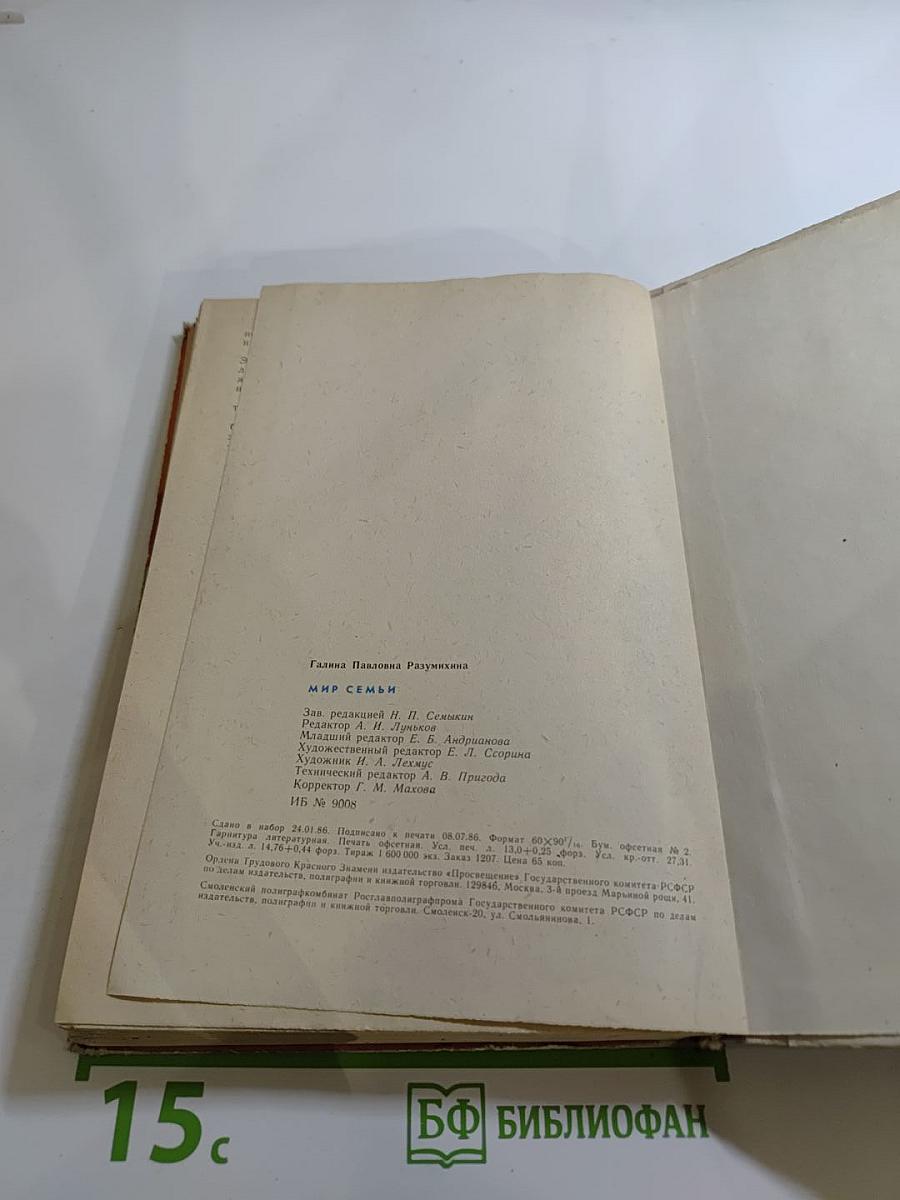 Галина Павловна Разумихина
МИР СЕМЬИ
Зав. редакцией Н. П. Семыкин
Редактор А. И. Луньков
Младший редактор Е. Б. Андрианова
Художественный редактор Е. Л. Ссорина
Художник И. А. Лехмус
Технический редактор А. В. Пригода
Корректор Г. М. Махова
ИБ № 9008
Сдано в набор 24.01.86. Подписано к печати 08.07.86. Формат 60×90¹/₁₆. Бум. офсетная № 2.
Гарнитура литературная. Печать офсетная. Усл. печ. л. 13,0+0,25 форз. Усл. кр.-отт. 27,31.
Уч.-изд. л. 14,76+0,44 форз. Тираж 1 600 000 экз. Заказ 1207. Цена 65 коп.
Ордена Трудового Красного Знамени издательство «Просвещение» Государственного комитета РСФСР
по делам издательств, полиграфии и книжной торговли. 129846, Москва, 3-й проезд Марьиной рощи, 41.
Смоленский полиграфкомбинат Росглавполиграфпрома Государственного комитета РСФСР по делам
издательств, полиграфии и книжной торговли. Смоленск-20, ул. Смольянинова, 1.
15 с
БФ БИБЛИОФАН